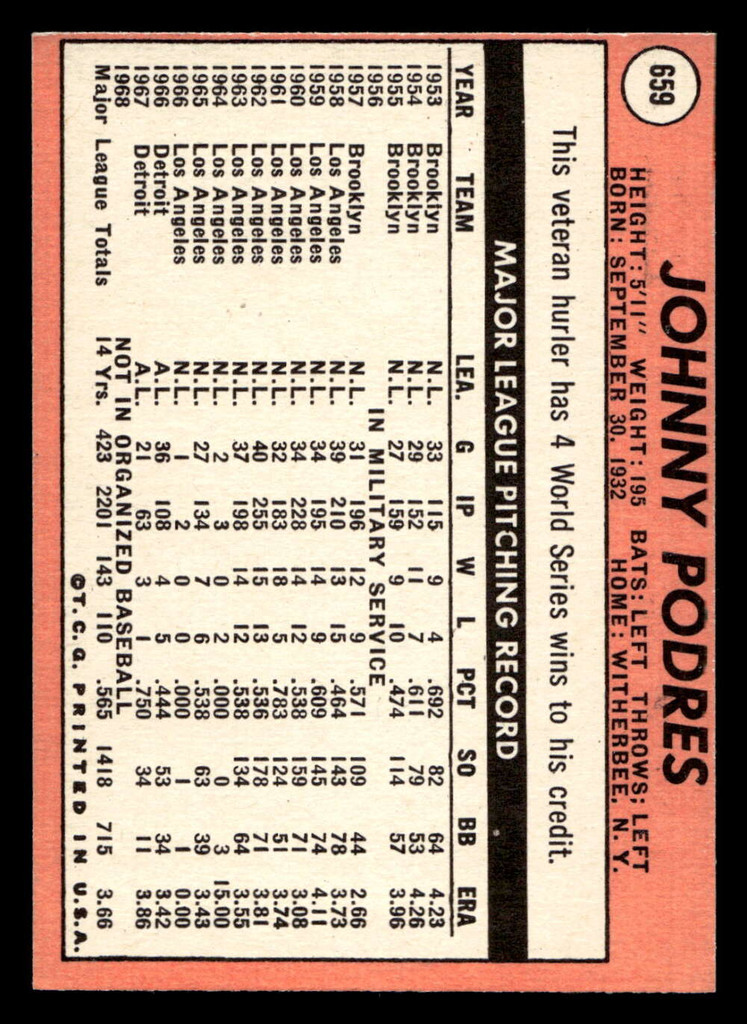 659
JOHNNY PODRES
HEIGHT: 5'11" WEIGHT: 195 BATS: LEFT THROWS: LEFT
BORN: SEPTEMBER 30, 1932 HOME: WITHERBEE, N. Y.
This veteran hurler has 4 World Series wins to his credit.
MAJOR LEAGUE PITCHING RECORD
YEAR TEAM LEA. G IP W L PCT SO BB ERA
1953 Brooklyn N.L. 33 115 9 4 .692 82 64 4.23
1954 Brooklyn N.L. 29 152 11 7 .611 79 53 4.26
1955 Brooklyn N.L. 27 159 9 10 .474 114 57 3.96
1956 IN MILITARY SERVICE
1957 Brooklyn N.L. 31 196 12 9 .571 109 44 2.66
1958 Los Angeles N.L. 39 210 13 15 .464 143 78 3.73
1959 Los Angeles N.L. 34 195 14 9 .609 145 74 4.11
1960 Los Angeles N.L. 34 228 14 12 .538 159 71 3.08
1961 Los Angeles N.L. 32 183 18 5 .783 124 51 3.74
1962 Los Angeles N.L. 40 255 15 13 .536 178 71 3.81
1963 Los Angeles N.L. 37 198 14 12 .538 134 64 3.55
1964 Los Angeles N.L. 2 3 0 2 .000 0 3 15.00
1965 Los Angeles N.L. 27 134 7 6 .538 63 39 3.43
1966 Los Angeles N.L. 1 2 0 0 .000 1 1 0.00
1966 Detroit A.L. 36 108 4 5 .444 53 34 3.42
1967 Detroit A.L. 21 63 3 1 .750 34 11 3.86
1968 NOT IN ORGANIZED BASEBALL
Major League Totals 14 Yrs. 423 2201 143 110 .565 1418 715 3.66
©T.C.G. PRINTED IN U.S.A.